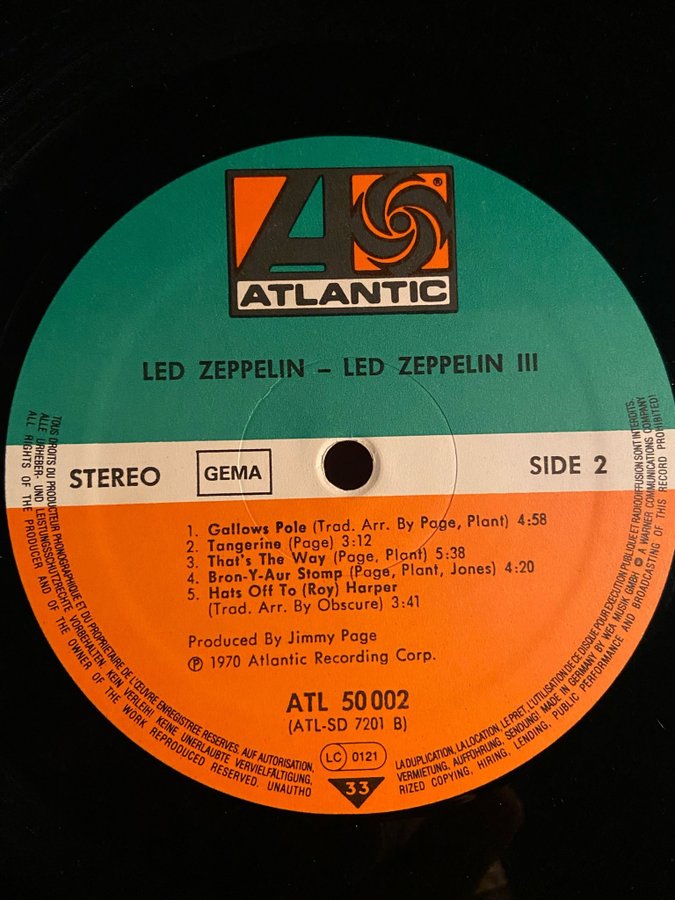 ATLANTIC
®
LED ZEPPELIN – LED ZEPPELIN III
STEREO
GEMA
SIDE 2
1. Gallows Pole (Trad. Arr. By Page, Plant) 4:58
2. Tangerine (Page) 3:12
3. That's The Way (Page, Plant) 5:38
4. Bron-Y-Aur Stomp (Page, Plant, Jones) 4:20
5. Hats Off To (Roy) Harper
(Trad. Arr. By Obscure) 3:41
Produced By Jimmy Page
℗ 1970 Atlantic Recording Corp.
ATL 50 002
(ATL-SD 7201 B)
LC 0121
33
TOUS DROITS DU PRODUCTEUR PHONOGRAPHIQUE ET DU PROPRIETAIRE DE L'ŒUVRE ENREGISTREE RESERVES. SAUF AUTORISATION, LA DUPLICATION, LA LOCATION, LE PRET, L'UTILISATION DE CE DISQUE POUR EXECUTION PUBLIQUE ET RADIODIFFUSION SONT INTERDITS.
ALLE URHEBER- UND LEISTUNGSSCHUTZRECHTE VORBEHALTEN. KEIN VERLEIH! KEINE UNERLAUBTE VERVIELFÄLTIGUNG, VERMIETUNG, AUFFÜHRUNG, SENDUNG! MADE IN GERMANY BY WEA MUSIK GMBH A WARNER COMMUNICATIONS COMPANY
ALL RIGHTS OF THE PRODUCER AND OF THE OWNER OF THE WORK REPRODUCED RESERVED. UNAUTHORIZED COPYING, HIRING, LENDING, PUBLIC PERFORMANCE AND BROADCASTING OF THIS RECORD PROHIBITED!